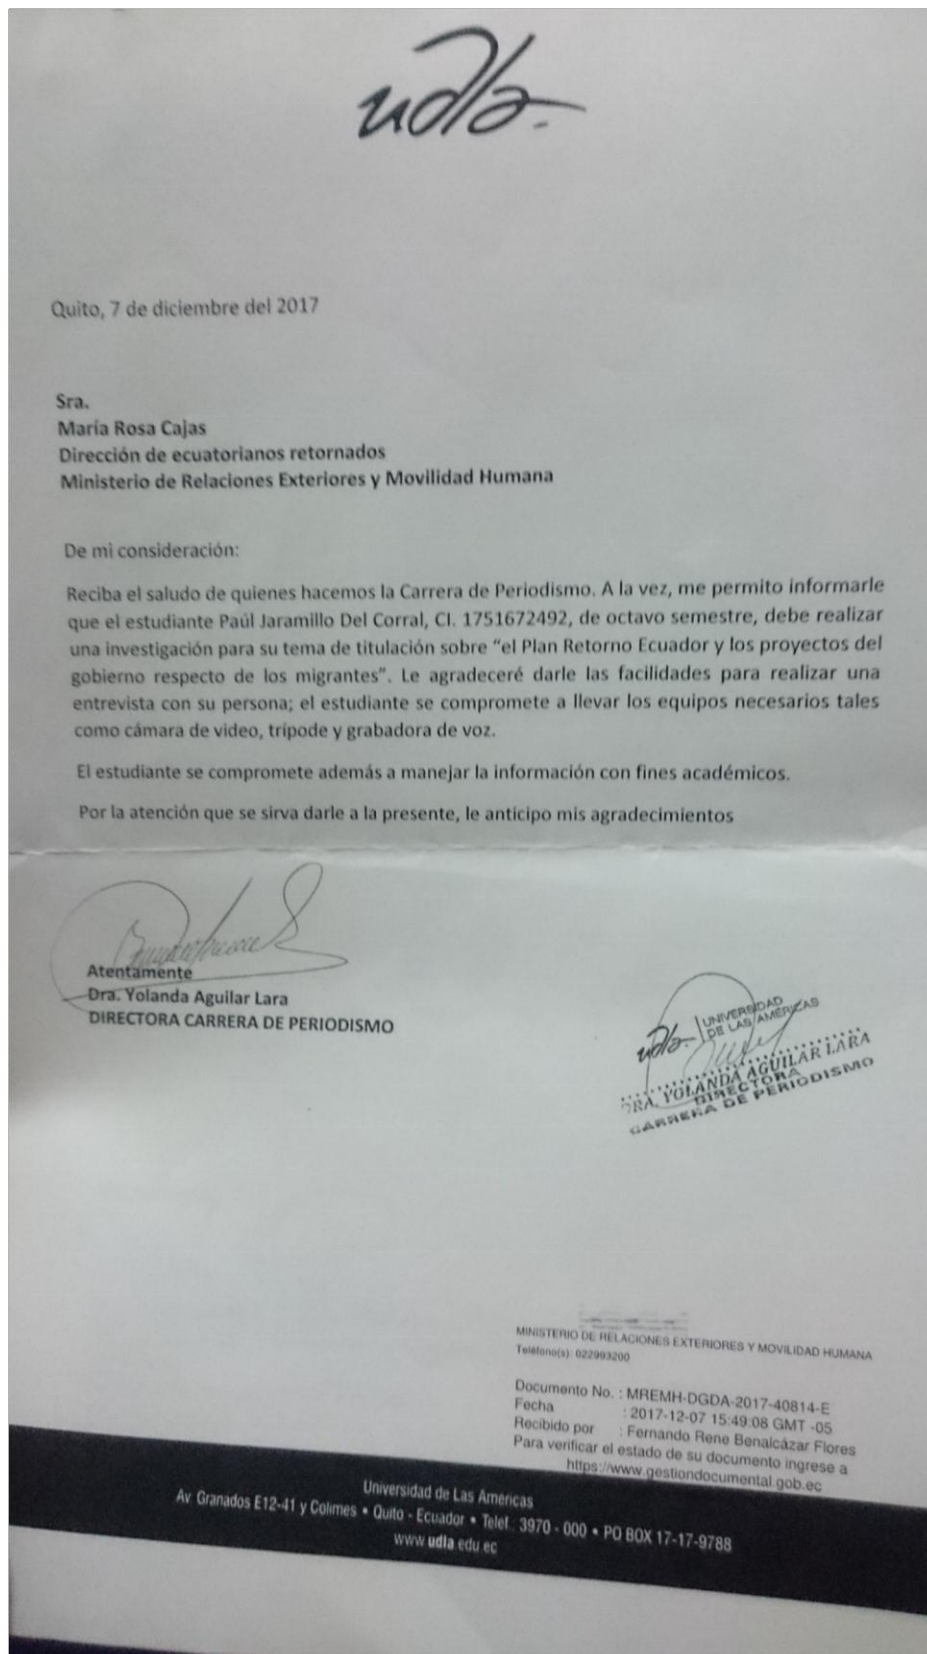 udla
Quito, 7 de diciembre del 2017
Sra.
María Rosa Cajas
Dirección de ecuatorianos retornados
Ministerio de Relaciones Exteriores y Movilidad Humana
De mi consideración:
Reciba el saludo de quienes hacemos la Carrera de Periodismo. A la vez, me permito informarle
que el estudiante Paúl Jaramillo Del Corral, CI. 1751672492, de octavo semestre, debe realizar
una investigación para su tema de titulación sobre “el Plan Retorno Ecuador y los proyectos del
gobierno respecto de los migrantes”. Le agradeceré darle las facilidades para realizar una
entrevista con su persona; el estudiante se compromete a llevar los equipos necesarios tales
como cámara de video, trípode y grabadora de voz.
El estudiante se compromete además a manejar la información con fines académicos.
Por la atención que se sirva darle a la presente, le anticipo mis agradecimientos
Atentamente
Dra. Yolanda Aguilar Lara
DIRECTORA CARRERA DE PERIODISMO
udla- UNIVERSIDAD
DE LAS AMÉRICAS
DRA. YOLANDA AGUILAR LARA
DIRECTORA
CARRERA DE PERIODISMO
MINISTERIO DE RELACIONES EXTERIORES Y MOVILIDAD HUMANA
Teléfono(s): 022993200
Documento No. : MREMH-DGDA-2017-40814-E
Fecha : 2017-12-07 15:49:08 GMT -05
Recibido por : Fernando Rene Benalcázar Flores
Para verificar el estado de su documento ingrese a
https://www.gestiondocumental.gob.ec
Universidad de Las Américas
Av. Granados E12-41 y Colimes • Quito - Ecuador • Telef.: 3970 - 000 • PO BOX 17-17-9788
www.udla.edu.ec